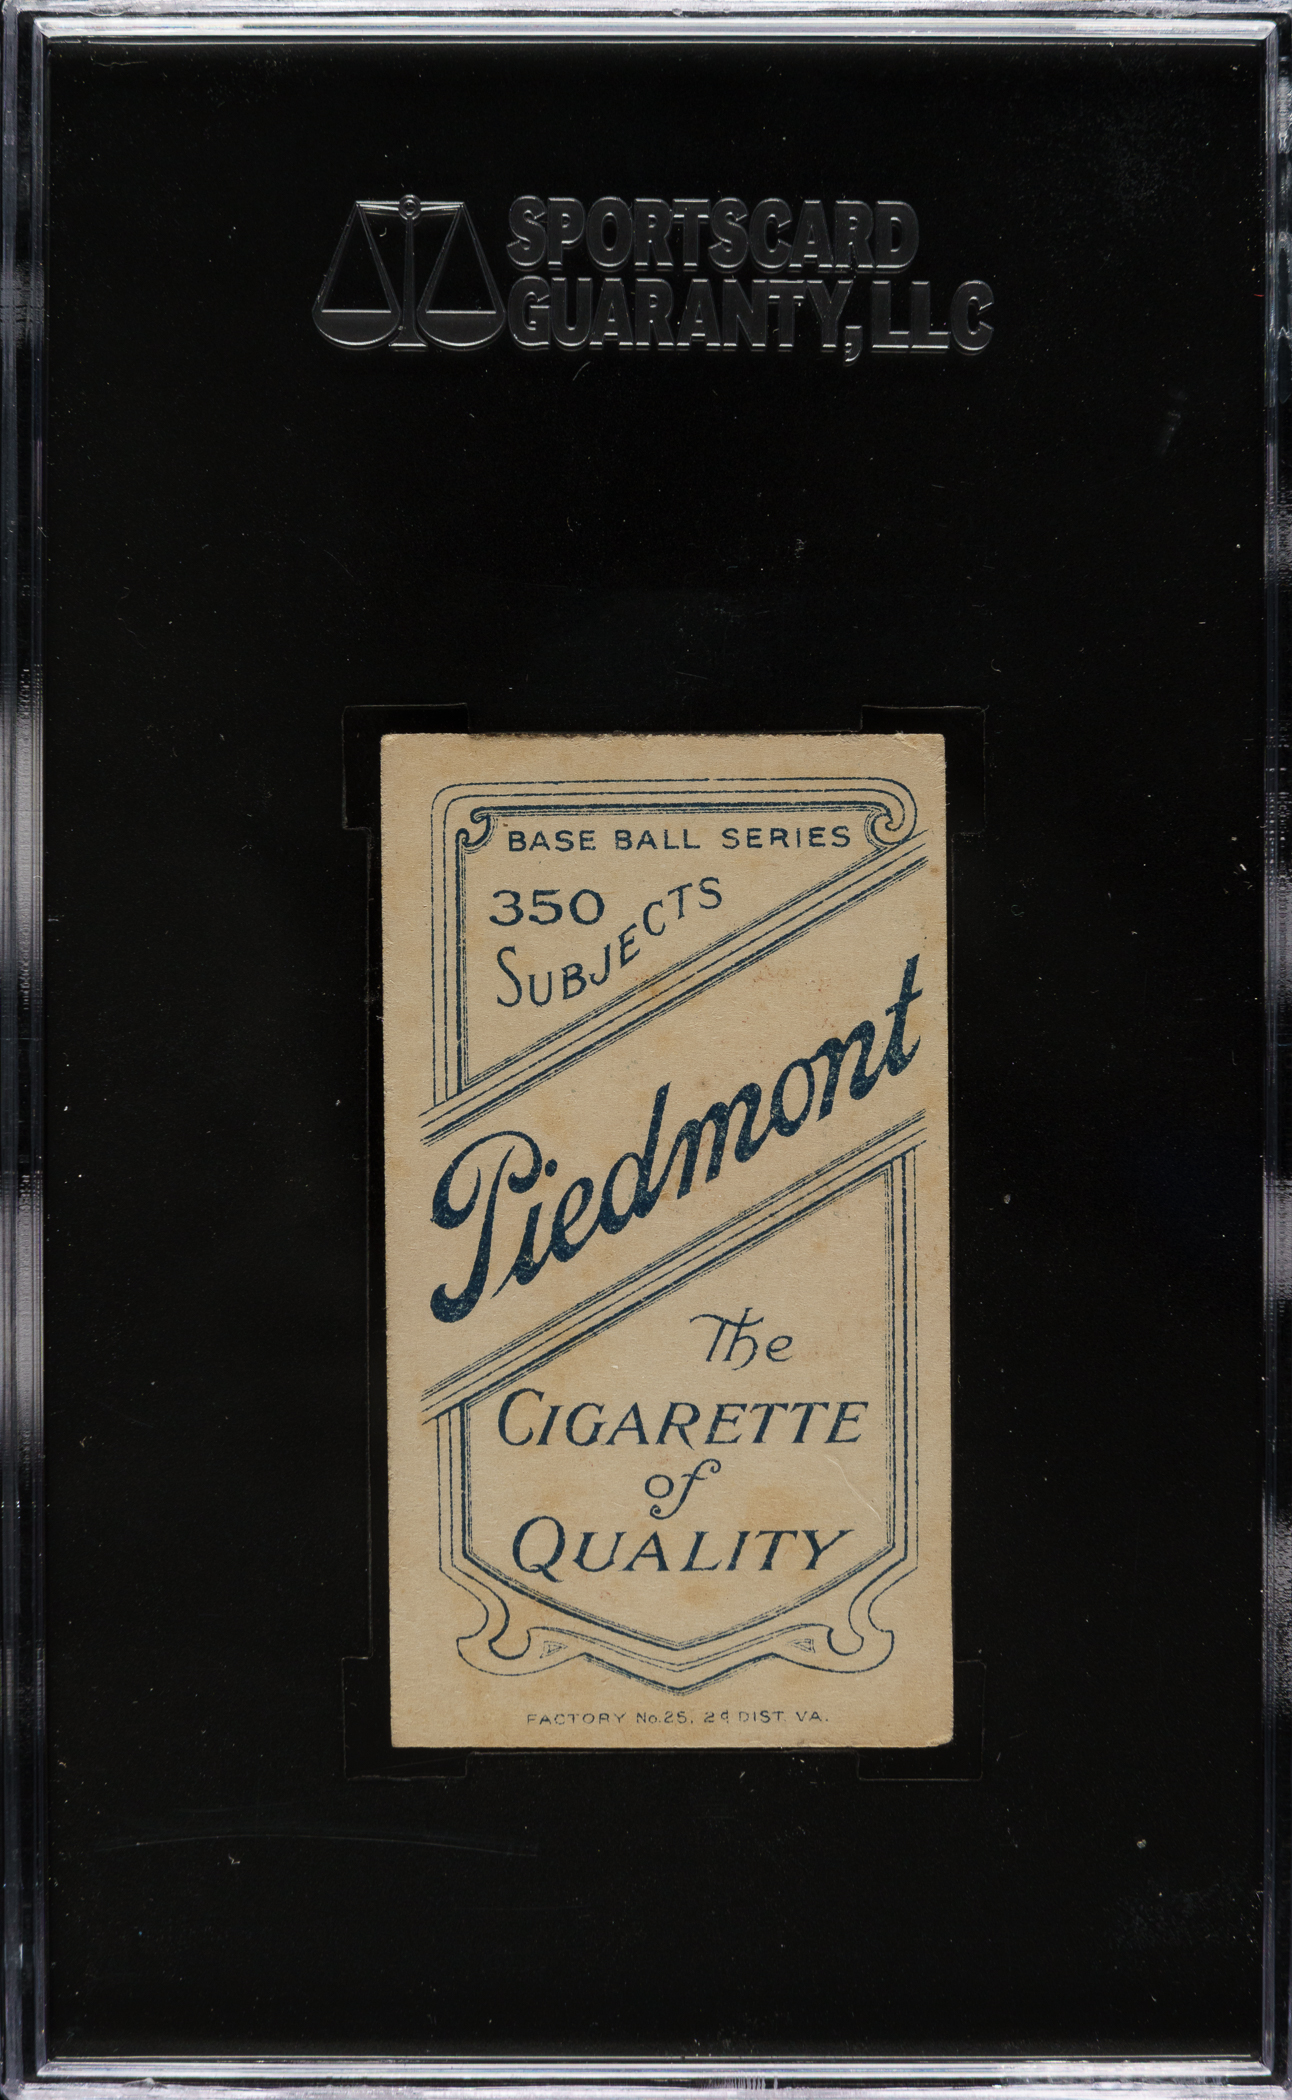 SPORTSCARD
GUARANTY, LLC
BASE BALL SERIES
350
SUBJECTS
Piedmont
The
CIGARETTE
of
QUALITY
FACTORY No. 25, 2d DIST. VA.